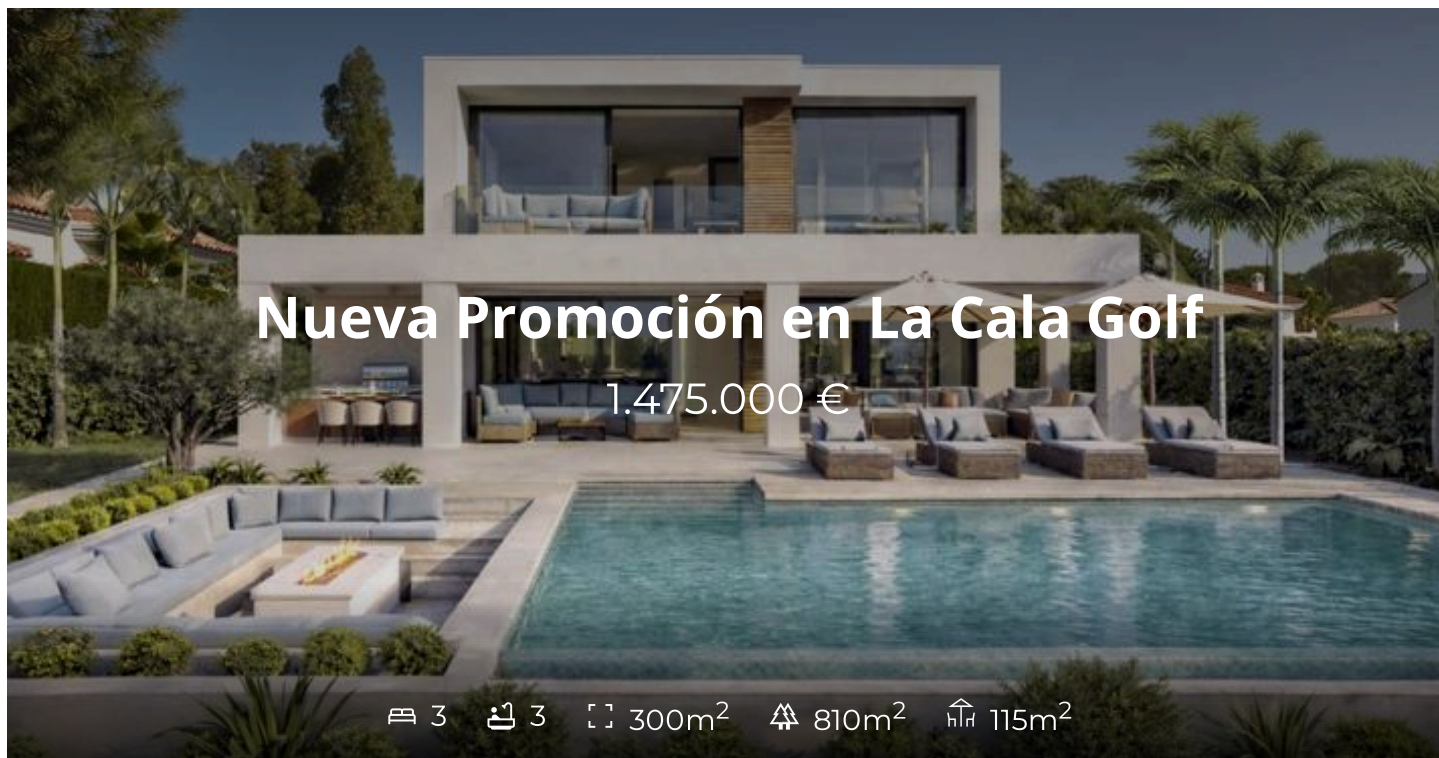 Nueva Promoción en La Cala Golf
1.475.000 €
3 3 300m² 810m² 115m²